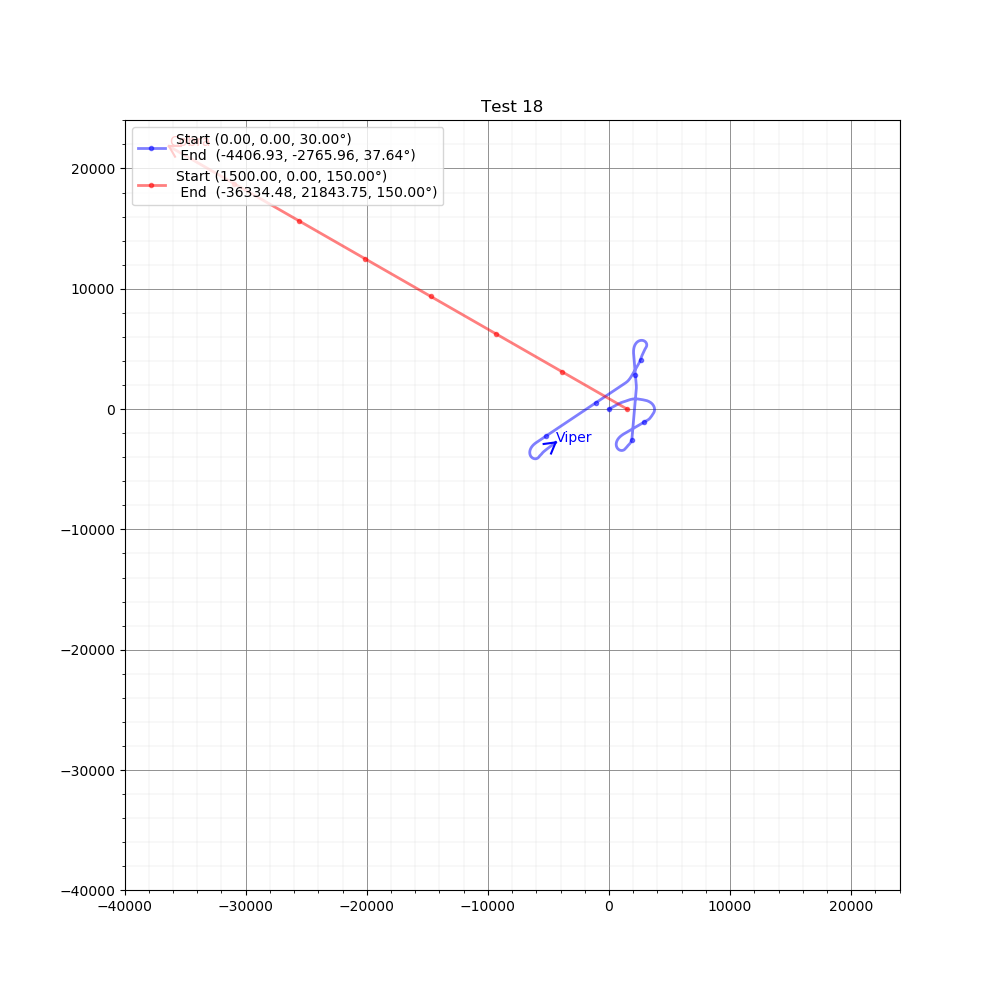 Test 18
Start (0.00, 0.00, 30.00°)
End (-4406.93, -2765.96, 37.64°)
Start (1500.00, 0.00, 150.00°)
End (-36334.48, 21843.75, 150.00°)
20000
10000
0
Viper
−10000
−20000
−30000
−40000
−40000 −30000 −20000 −10000 0 10000 20000